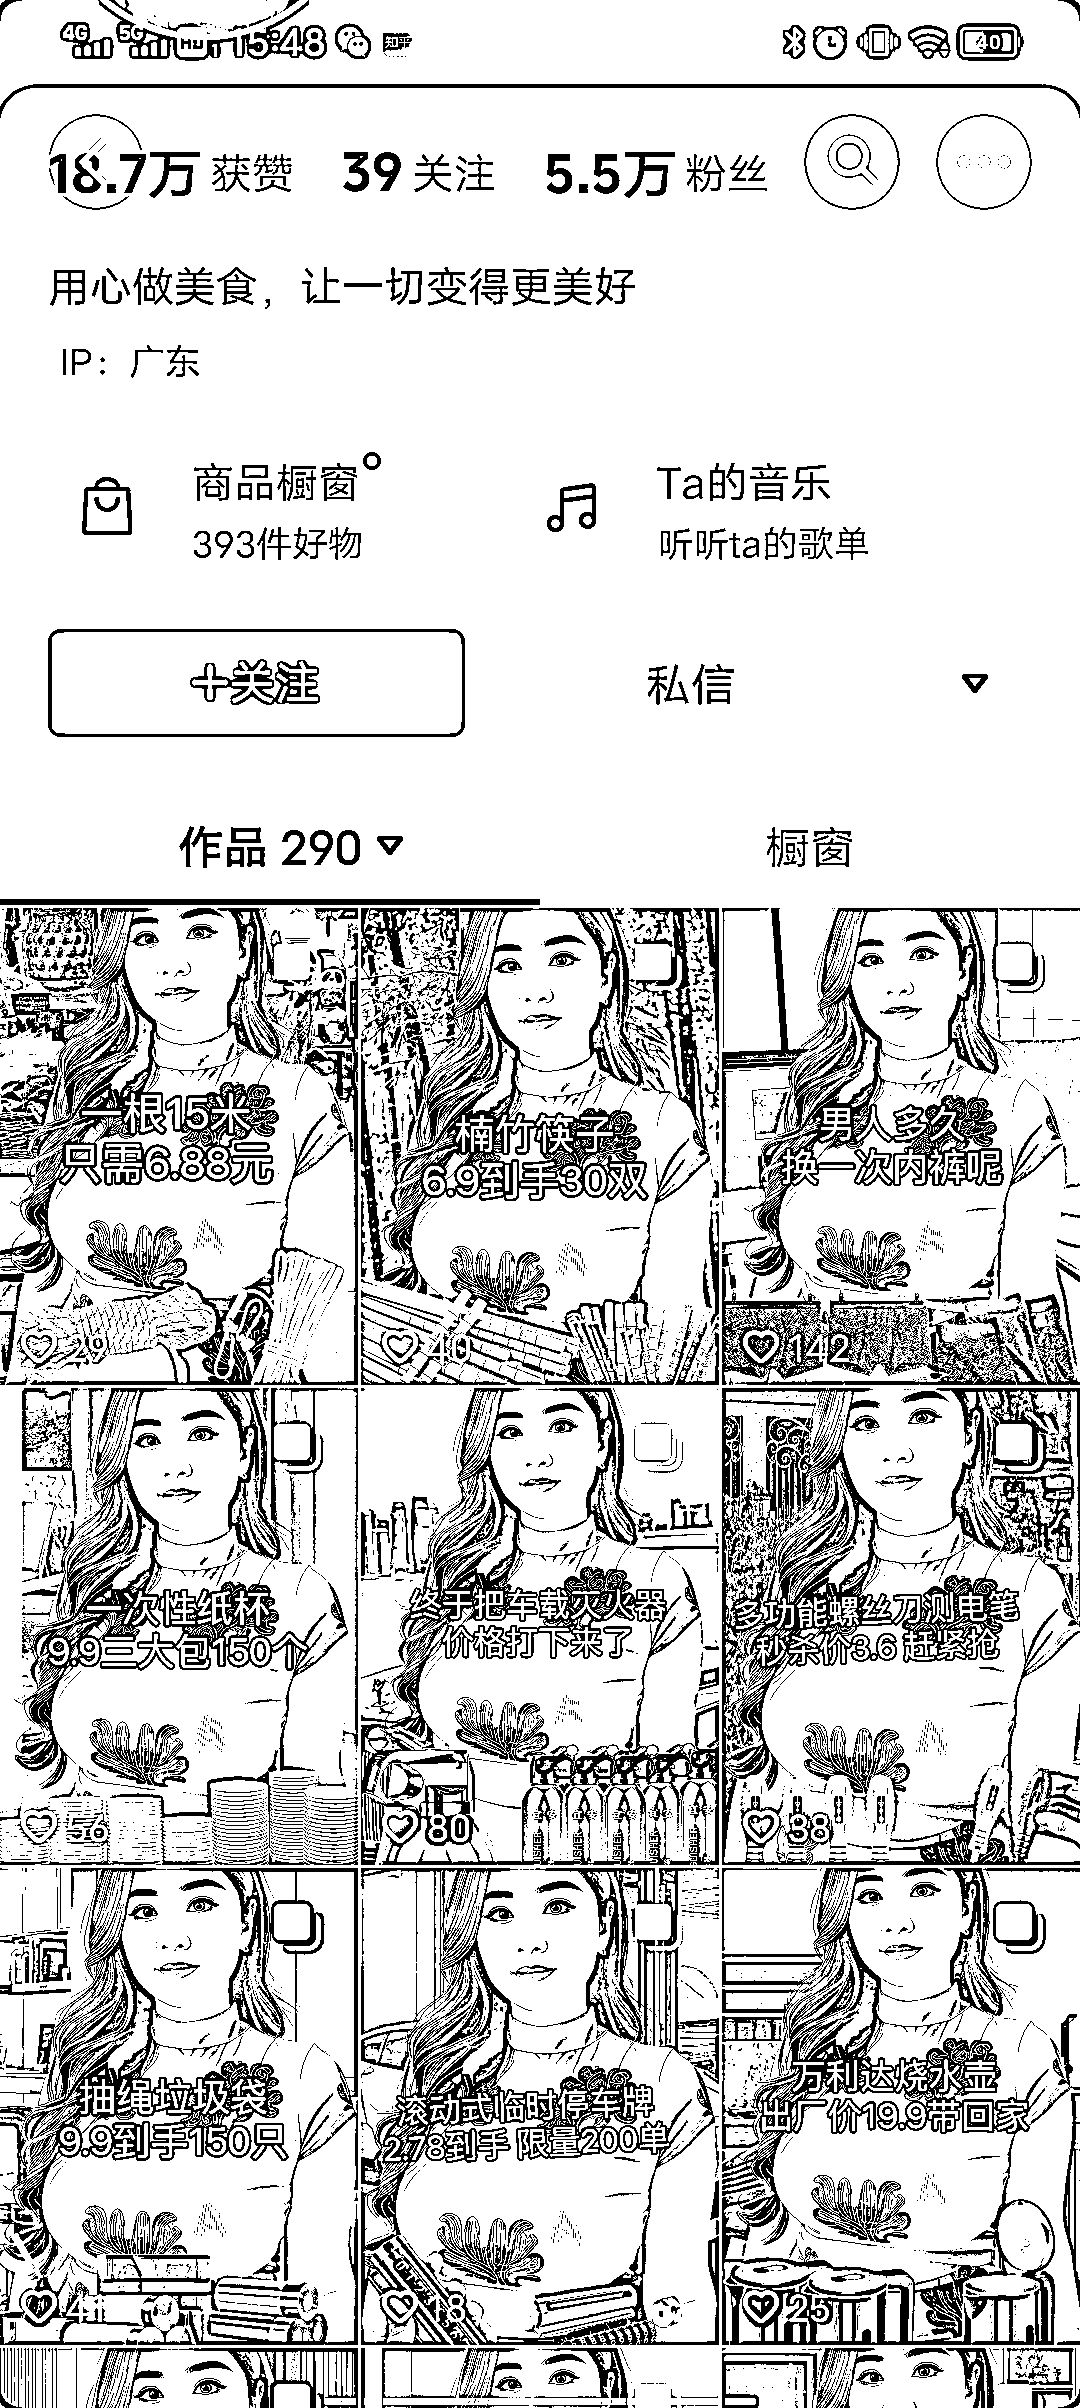 4G 5G HD 15:48 知乎 40
18.7万 获赞 39 关注 5.5万 粉丝
用心做美食，让一切变得更美好
IP：广东
商品橱窗 Ta的音乐
393件好物 听听ta的歌单
+关注 私信
作品 290 橱窗
一根15米
只需6.88元
29
楠竹筷子
6.9到手30双
40
男人多久
换一次内裤呢
142
一次性纸杯
9.9三大包150个
56
终于把车载灭火器
价格打下来了
80
多功能螺丝刀测电笔
秒杀价3.6 赶紧抢
38
抽绳垃圾袋
9.9到手150只
滚动式临时停车牌
2.78到手 限量200单
18
万利达烧水壶
出厂价19.9带回家
25